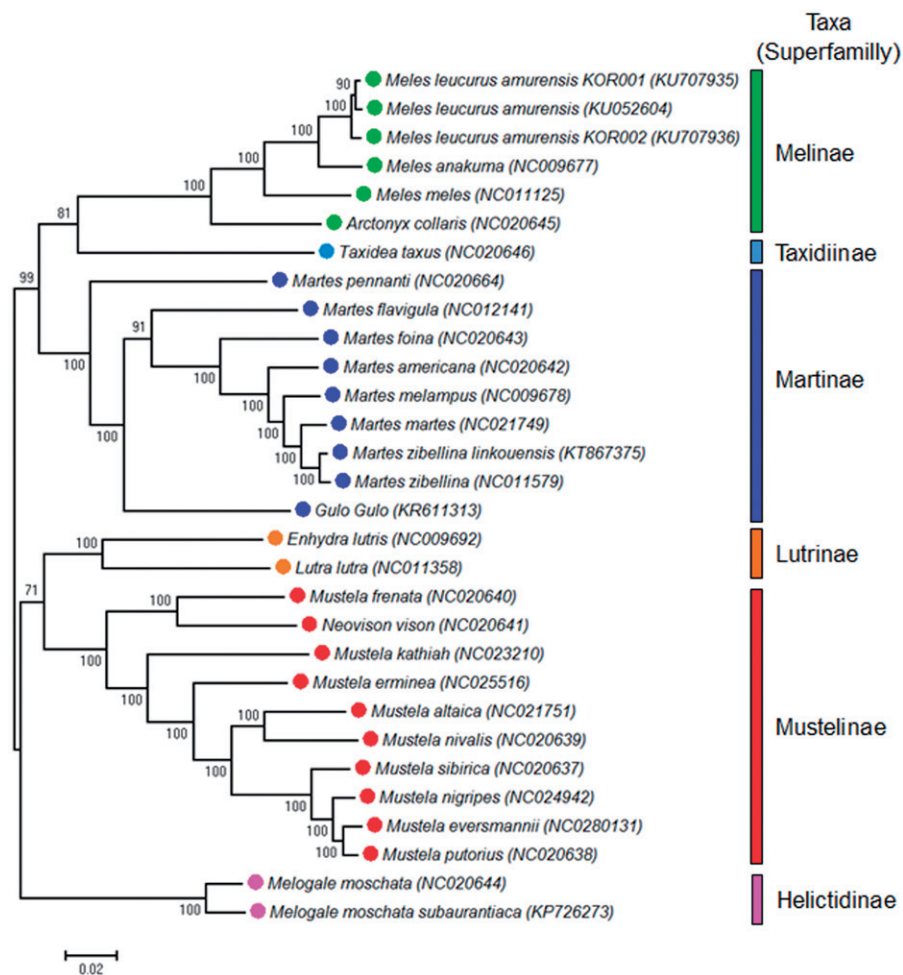 Taxa
(Superfamilly)
90
Meles leucurus amurensis KOR001 (KU707935)
Meles leucurus amurensis (KU052604)
100
Meles leucurus amurensis KOR002 (KU707936)
100
Meles anakuma (NC009677)
Melinae
100
Meles meles (NC011125)
81
Arctonyx collaris (NC020645)
Taxidea taxus (NC020646)
Taxidiinae
99
Martes pennanti (NC020664)
Martes flavigula (NC012141)
91
Martes foina (NC020643)
100
Martes americana (NC020642)
100
Martes melampus (NC009678)
Martinae
100
Martes martes (NC021749)
100
100
Martes zibellina linkouensis (KT867375)
100
Martes zibellina (NC011579)
Gulo Gulo (KR611313)
100
Enhydra lutris (NC009692)
Lutrinae
Lutra lutra (NC011358)
71
100
Mustela frenata (NC020640)
Neovison vison (NC020641)
100
Mustela kathiah (NC023210)
100
Mustela erminea (NC025516)
100
100
Mustela altaica (NC021751)
Mustelinae
Mustela nivalis (NC020639)
100
Mustela sibirica (NC020637)
100
Mustela nigripes (NC024942)
100
Mustela eversmannii (NC0280131)
100
Mustela putorius (NC020638)
Melogale moschata (NC020644)
Helictidinae
100
Melogale moschata subaurantiaca (KP726273)
0.02